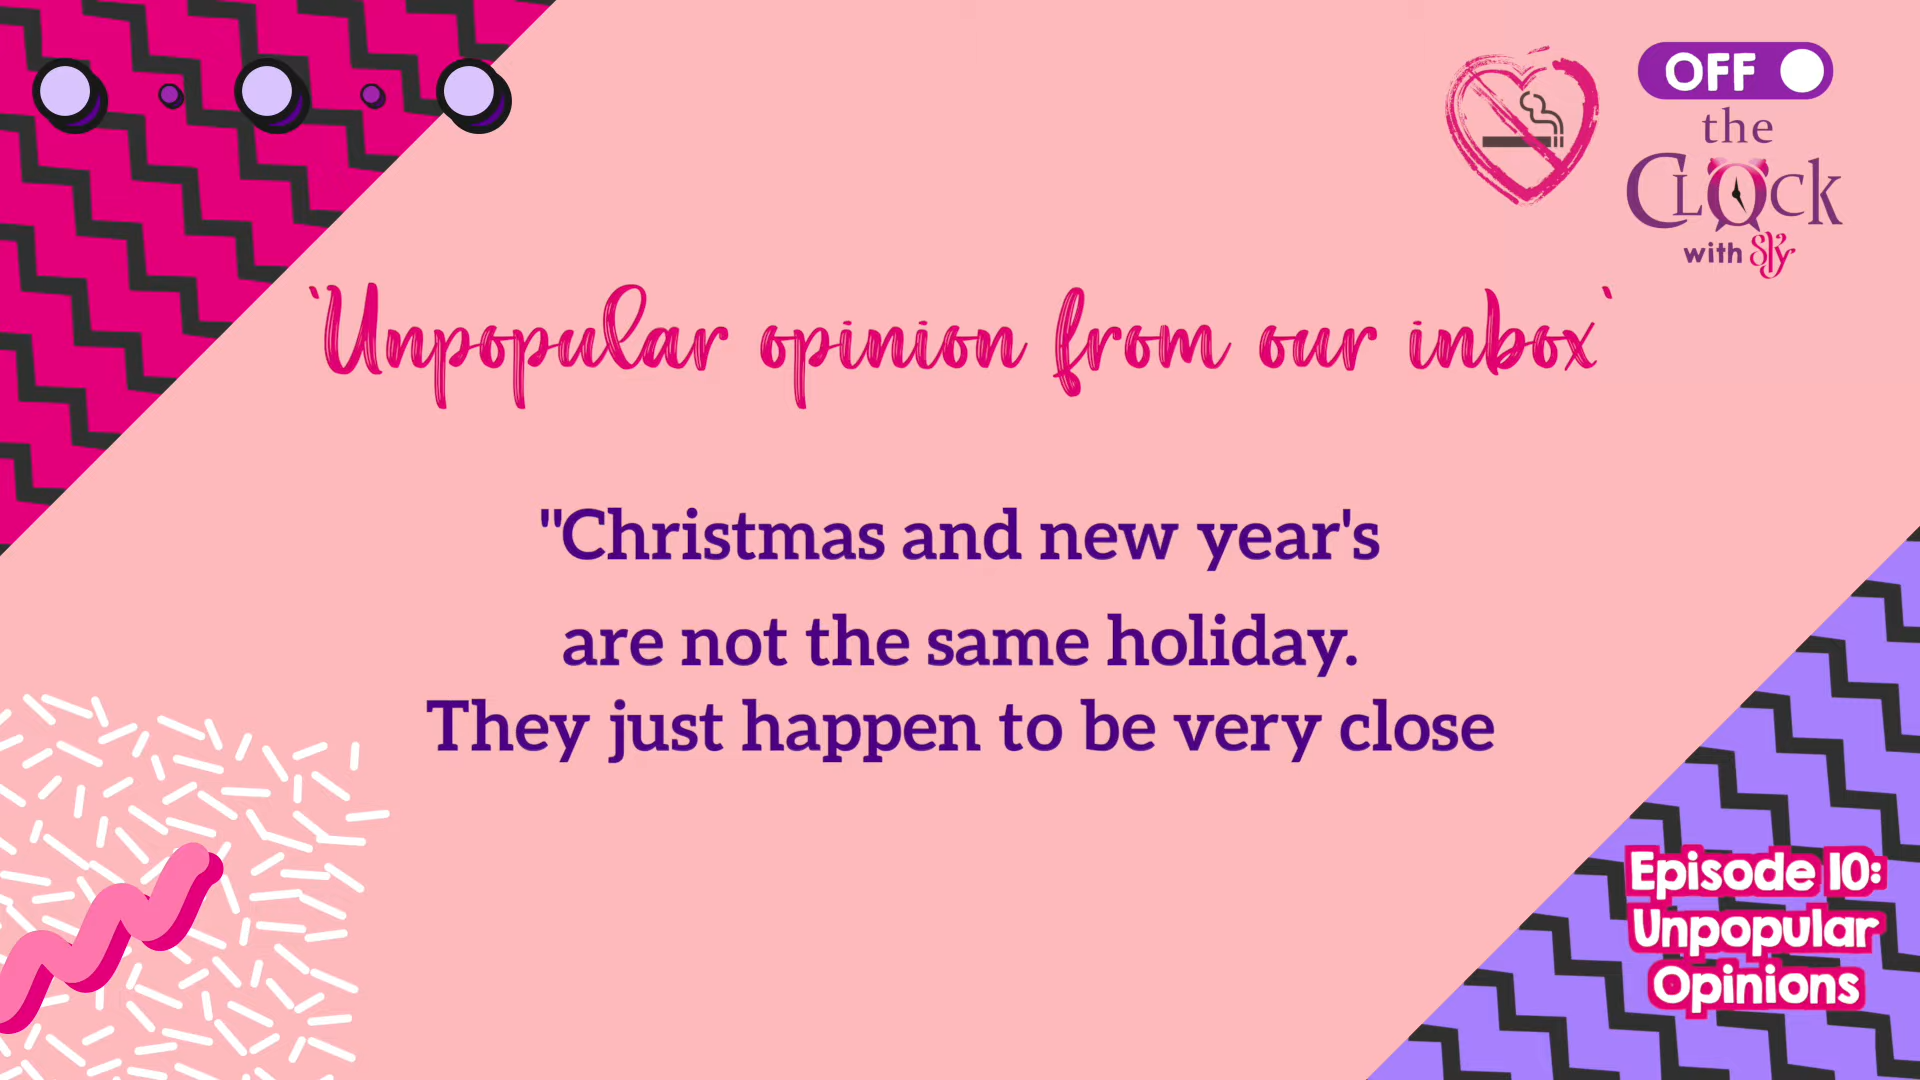 OFF
the
CLOCK
with Sly
'Unpopular opinion from our inbox'
"Christmas and new year's
are not the same holiday.
They just happen to be very close
Episode 10:
Unpopular
Opinions